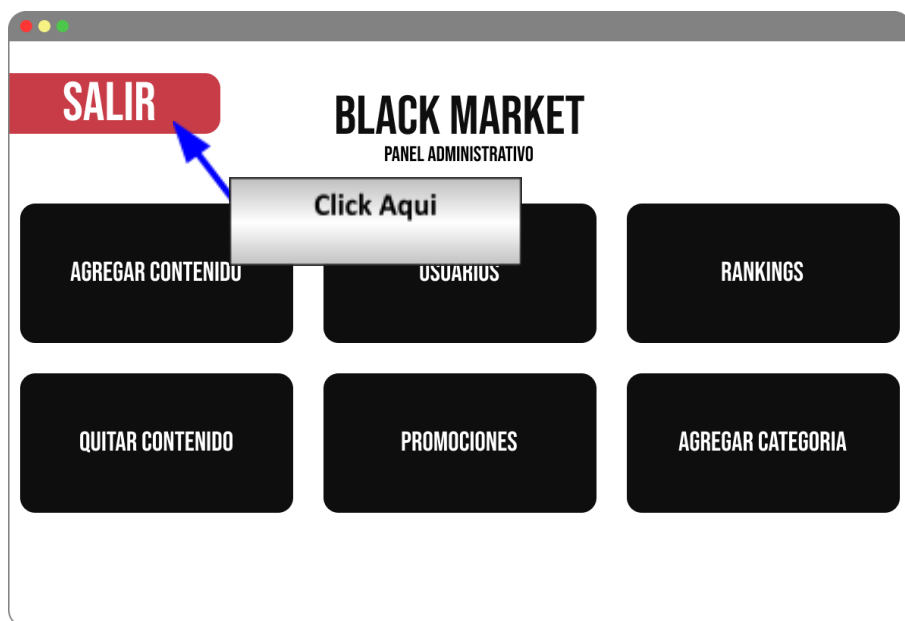 SALIR
BLACK MARKET
PANEL ADMINISTRATIVO
Click Aqui
AGREGAR CONTENIDO
USUARIOS
RANKINGS
QUITAR CONTENIDO
PROMOCIONES
AGREGAR CATEGORIA